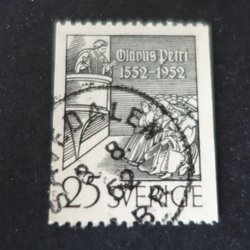 Olavus Petri
1552-1952
25 SVERIGE